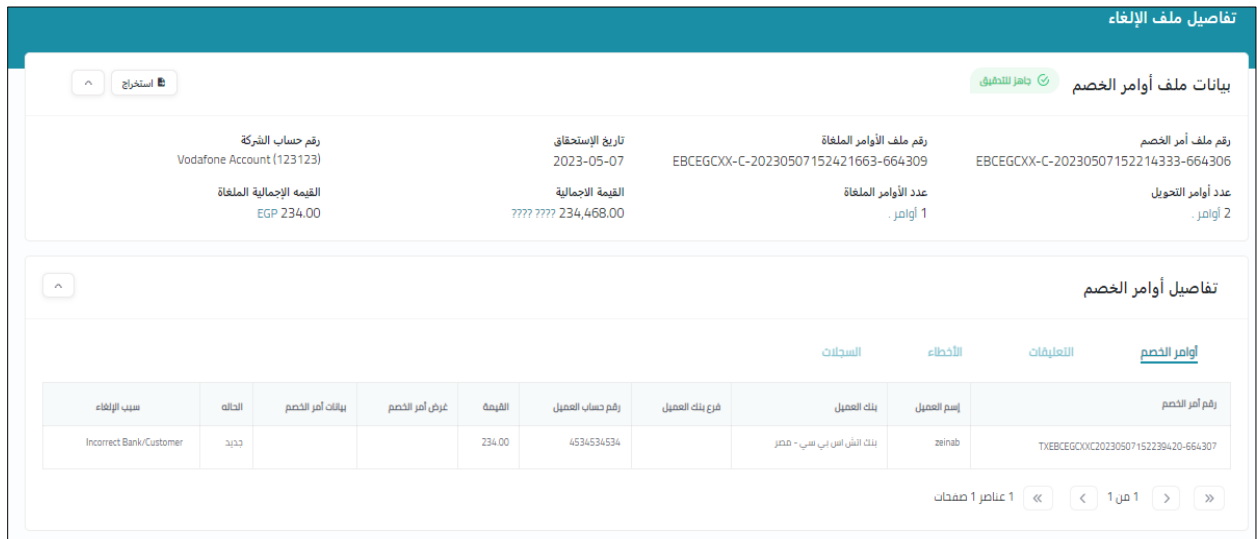 تفاصيل ملف الإلغاء
بيانات ملف أوامر الخصم جاهز للتدقيق استخراج
رقم ملف أمر الخصم رقم ملف الأوامر الملغاة تاريخ الإستحقاق رقم حساب الشركة
EBCEGCXX-C-20230507152214333-664306 EBCEGCXX-C-20230507152421663-664309 2023-05-07 Vodafone Account (123123)
عدد أوامر التحويل عدد الأوامر الملغاة القيمة الاجمالية القيمه الإجمالية الملغاة
2 أوامر . 1 أوامر . 234,468.00 ???? ???? EGP 234.00
تفاصيل أوامر الخصم
أوامر الخصم التعليقات الأخطاء السجلات
رقم أمر الخصم إسم العميل بنك العميل فرع بنك العميل رقم حساب العميل القيمة غرض أمر الخصم بيانات أمر الخصم الحاله سبب الإلغاء
TXEBCEGCXXC20230507152239420-664307 zeinab بنك اتش اس بي سي - مصر 4534534534 234.00 جديد Incorrect Bank/Customer
1 من 1 1 عناصر 1 صفحات